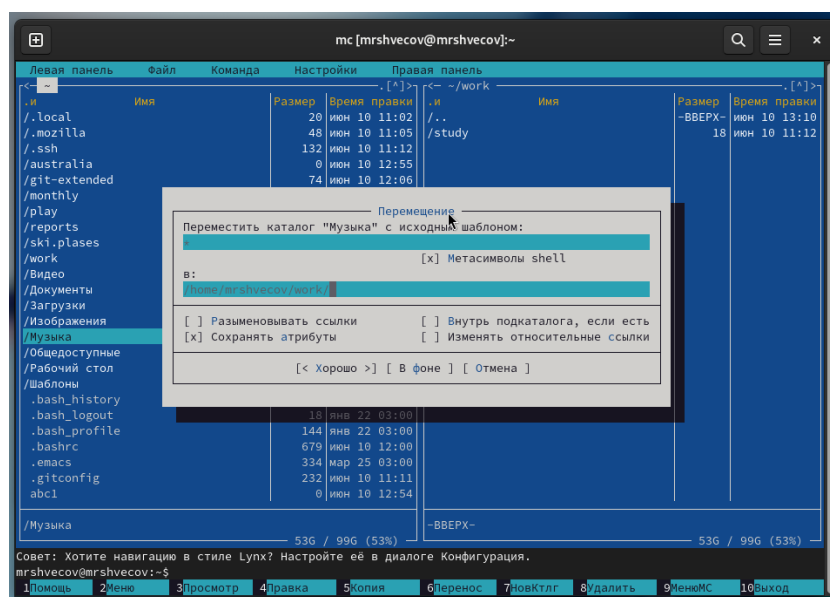 mc [mrshvecov@mrshvecov]:~
Левая панель Файл Команда Настройки Правая панель
<— ~ .[^]> <— ~/work .[^]>
.и Имя Размер Время правки .и Имя Размер Время правки
/.local 20 июн 10 11:02 /.. -ВВЕРХ- июн 10 13:10
/.mozilla 48 июн 10 11:05 /study 18 июн 10 11:12
/.ssh 132 июн 10 11:12
/australia 0 июн 10 12:55
/git-extended 74 июн 10 12:06
/monthly
/play
/reports
/ski.plases
/work
/Видео
/Документы
/Загрузки
/Изображения
/Музыка
/Общедоступные
/Рабочий стол
/Шаблоны
.bash_history
.bash_logout 18 янв 22 03:00
.bash_profile 144 янв 22 03:00
.bashrc 679 июн 10 12:00
.emacs 334 мар 25 03:00
.gitconfig 232 июн 10 11:11
abc1 0 июн 10 12:54
Перемещение
Переместить каталог "Музыка" с исходным шаблоном:
*
[x] Метасимволы shell
в:
/home/mrshvecov/work/
[ ] Разыменовывать ссылки [ ] Внутрь подкаталога, если есть
[x] Сохранять атрибуты [ ] Изменять относительные ссылки
[< Хорошо >] [ В фоне ] [ Отмена ]
/Музыка -ВВЕРХ-
53G / 99G (53%) 53G / 99G (53%)
Совет: Хотите навигацию в стиле Lynx? Настройте её в диалоге Конфигурация.
mrshvecov@mrshvecov:~$
1Помощь 2Меню 3Просмотр 4Правка 5Копия 6Перенос 7НовКтлг 8Удалить 9МенюMC 10Выход